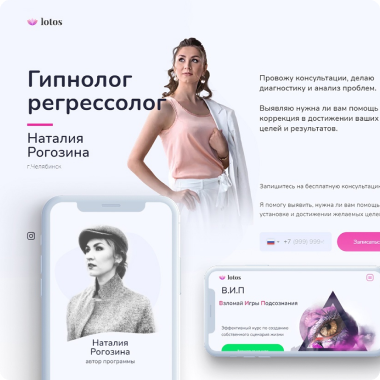 lotos
Гипнолог
регрессолог
Наталия
Рогозина
г.Челябинск
Провожу консультации, делаю
диагностику и анализ проблем.
Выявляю нужна ли вам помощь
коррекция в достижении ваших
целей и результатов.
Запишитесь на бесплатную консультацию
Я помогу выявить, нужна ли вам помощь
установке и достижении желаемых целей
+7 (999) 999-
Записаться
Наталия
Рогозина
автор программы
lotos
В.И.П
Взломай Игры Подсознания
Эффективный курс по созданию
собственного сценария жизни